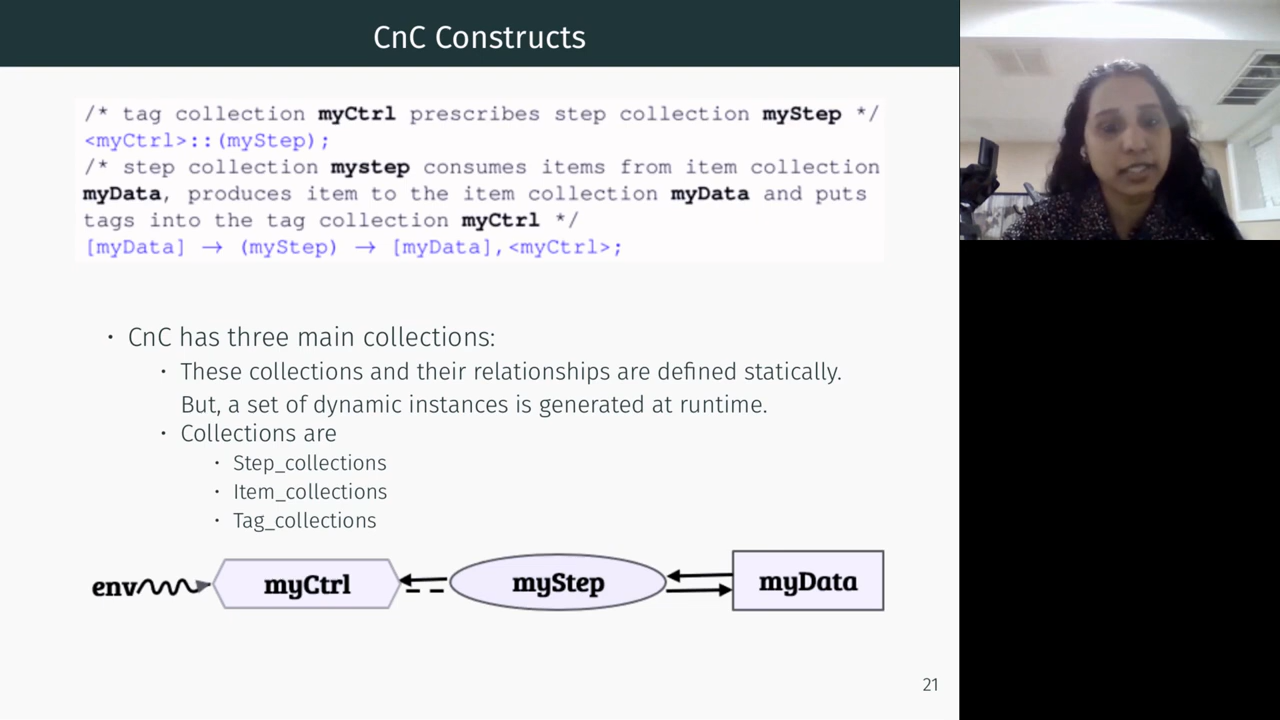 CnC Constructs
/* tag collection myCtrl prescribes step collection myStep */
<myCtrl>::(myStep);
/* step collection mystep consumes items from item collection
myData, produces item to the item collection myData and puts
tags into the tag collection myCtrl */
[myData] → (myStep) → [myData],<myCtrl>;
• CnC has three main collections:
• These collections and their relationships are defined statically.
But, a set of dynamic instances is generated at runtime.
• Collections are
• Step_collections
• Item_collections
• Tag_collections
env myCtrl myStep myData
21